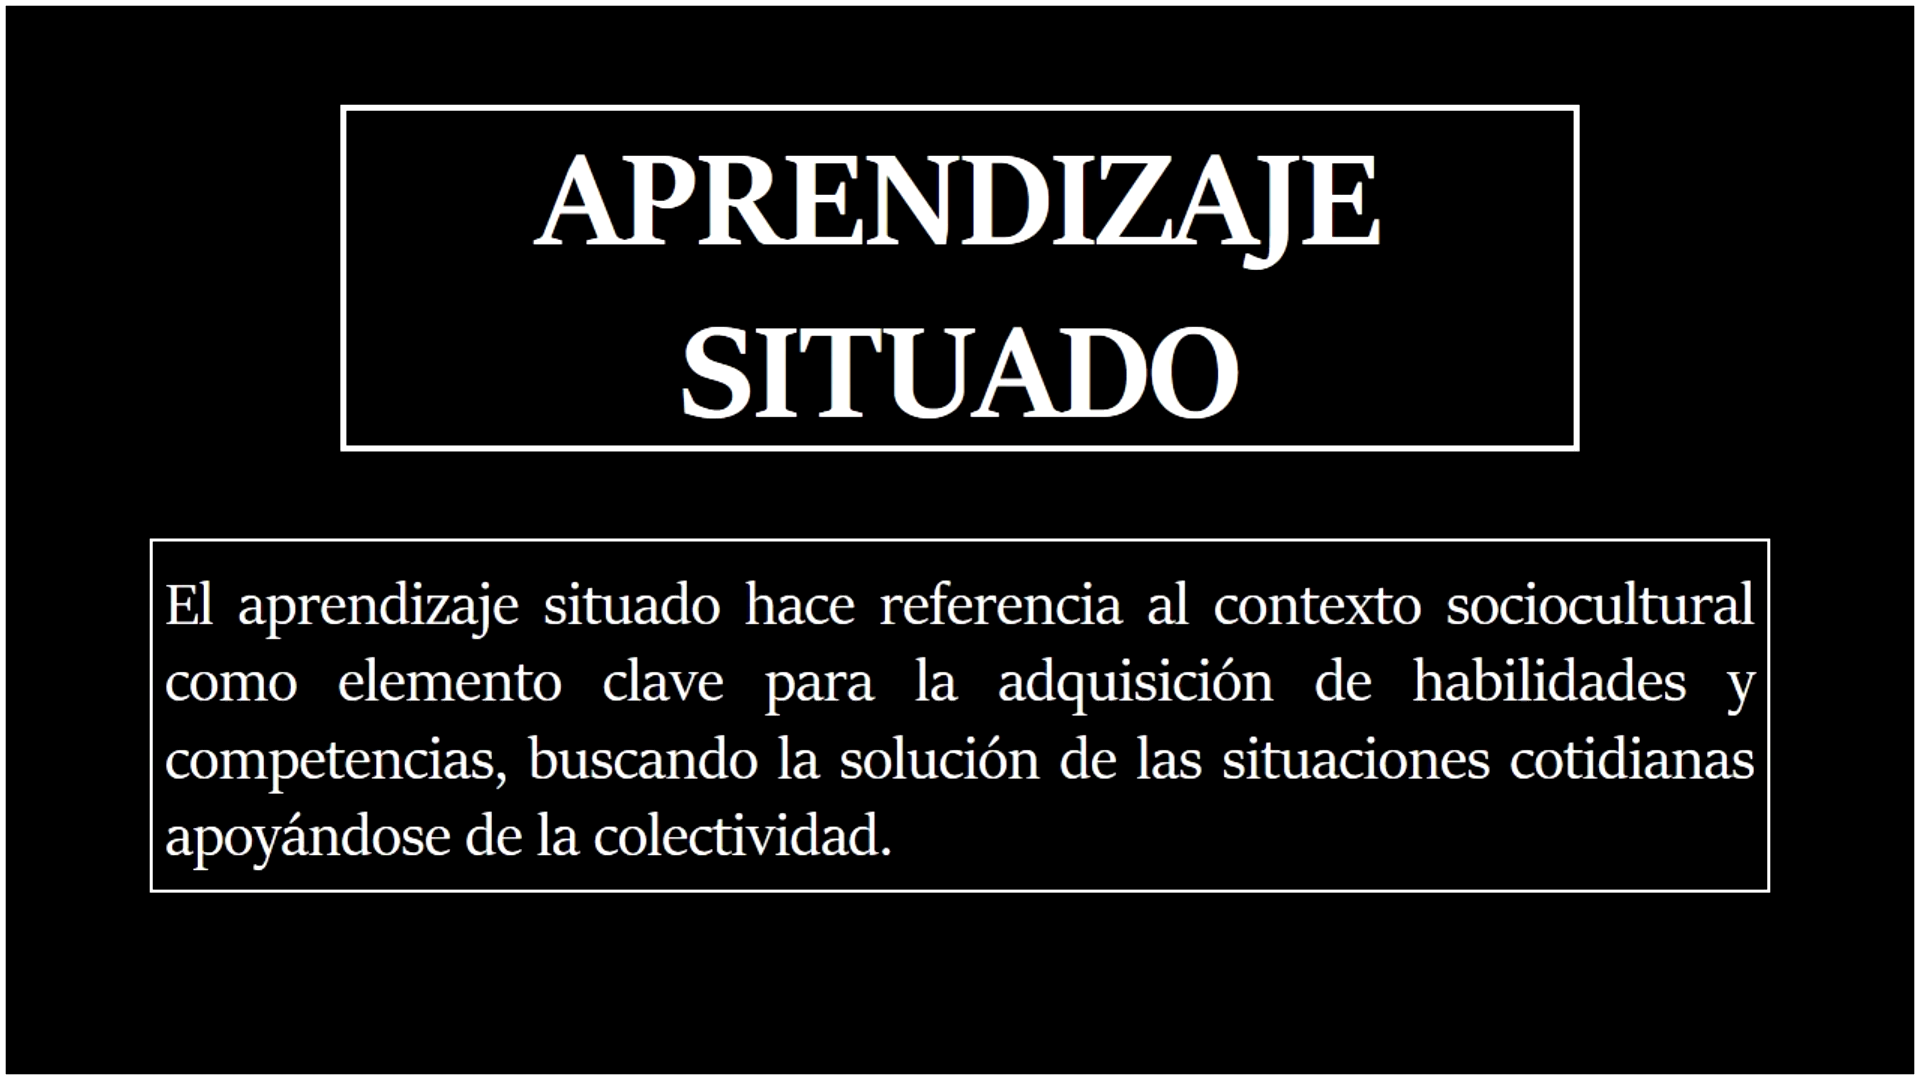 APRENDIZAJE
SITUADO
El aprendizaje situado hace referencia al contexto sociocultural
como elemento clave para la adquisición de habilidades y
competencias, buscando la solución de las situaciones cotidianas
apoyándose de la colectividad.